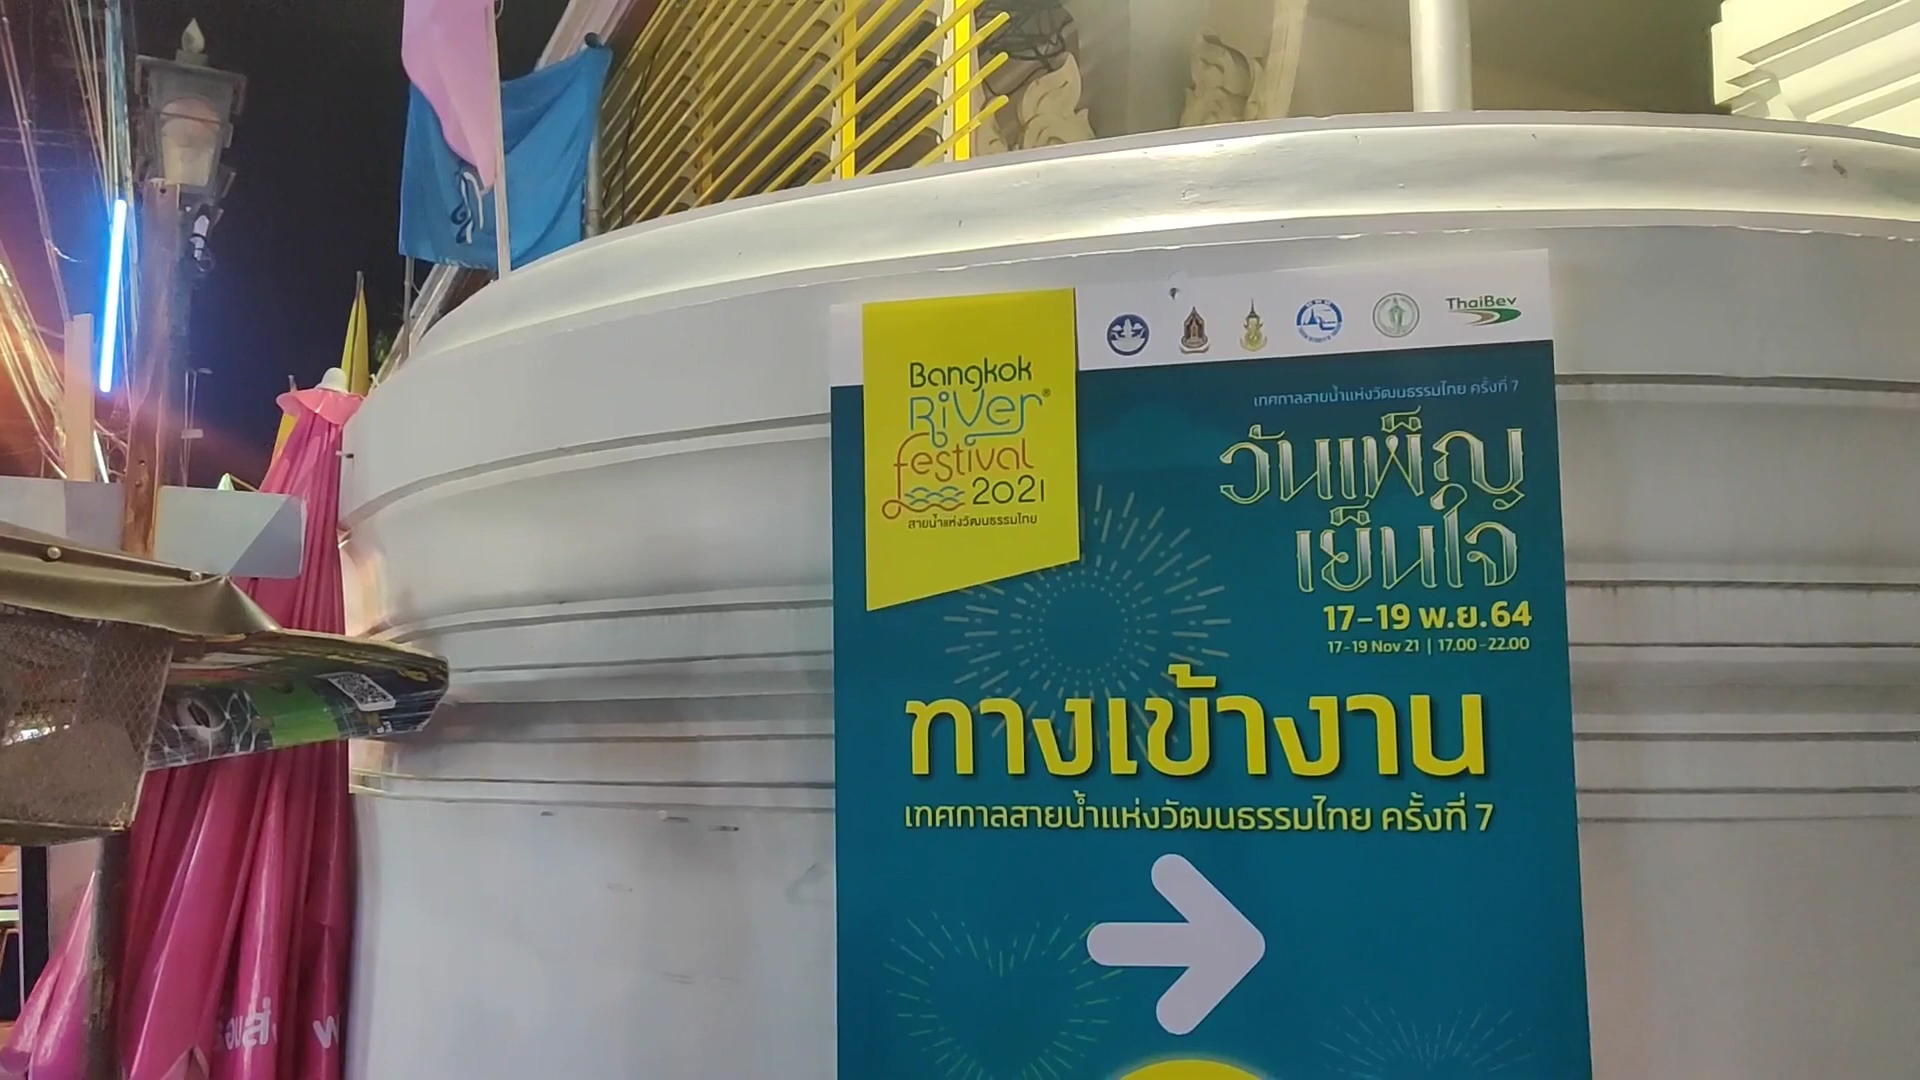 ThaiBev
Bangkok
River®
festival
2021
สายน้ำแห่งวัฒนธรรมไทย
เทศกาลสายน้ำแห่งวัฒนธรรมไทย ครั้งที่ 7
วันเพ็ญ
เย็นใจ
17-19 พ.ย. 64
17-19 Nov 21 | 17.00-22.00
ทางเข้างาน
เทศกาลสายน้ำแห่งวัฒนธรรมไทย ครั้งที่ 7